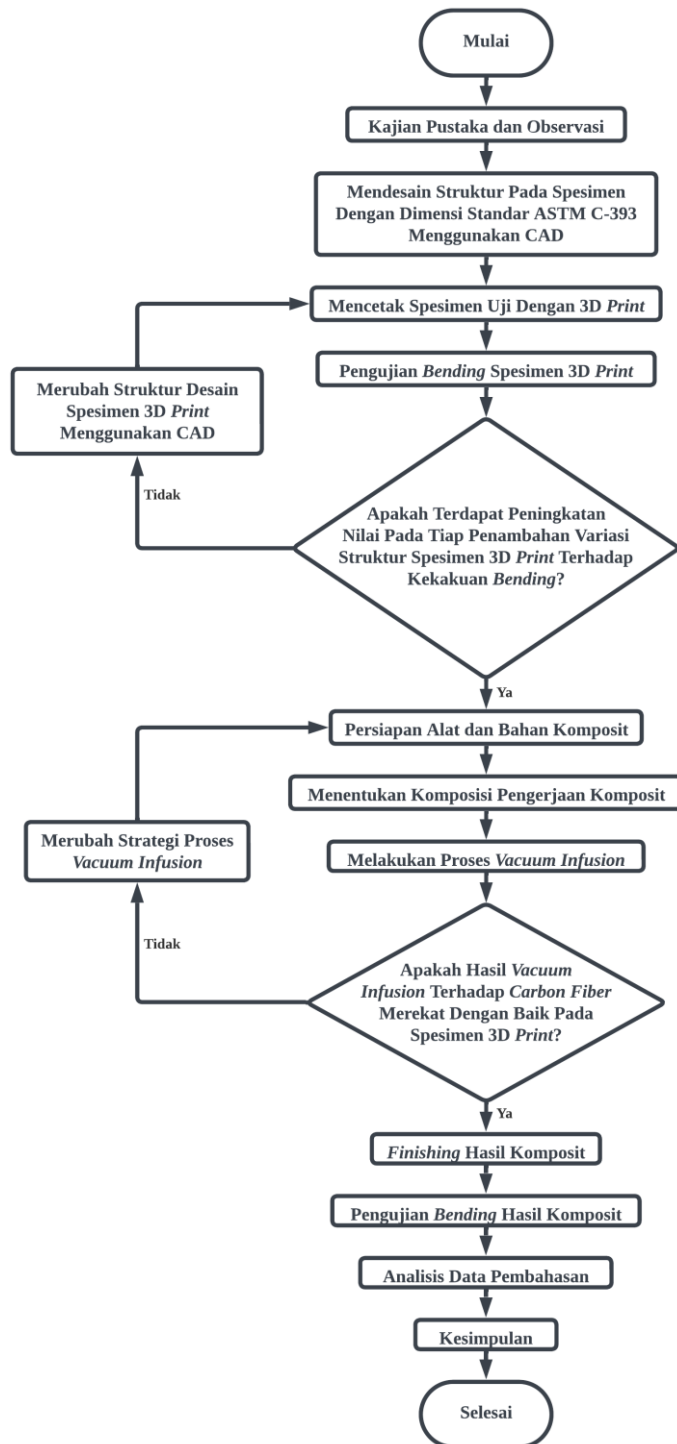 Mulai
Kajian Pustaka dan Observasi
Mendesain Struktur Pada Spesimen
Dengan Dimensi Standar ASTM C-393
Menggunakan CAD
Mencetak Spesimen Uji Dengan 3D Print
Pengujian Bending Spesimen 3D Print
Merubah Struktur Desain
Spesimen 3D Print
Menggunakan CAD
Tidak
Apakah Terdapat Peningkatan
Nilai Pada Tiap Penambahan Variasi
Struktur Spesimen 3D Print Terhadap
Kekakuan Bending?
Ya
Persiapan Alat dan Bahan Komposit
Menentukan Komposisi Pengerjaan Komposit
Merubah Strategi Proses
Vacuum Infusion
Melakukan Proses Vacuum Infusion
Tidak
Apakah Hasil Vacuum
Infusion Terhadap Carbon Fiber
Merekat Dengan Baik Pada
Spesimen 3D Print?
Ya
Finishing Hasil Komposit
Pengujian Bending Hasil Komposit
Analisis Data Pembahasan
Kesimpulan
Selesai